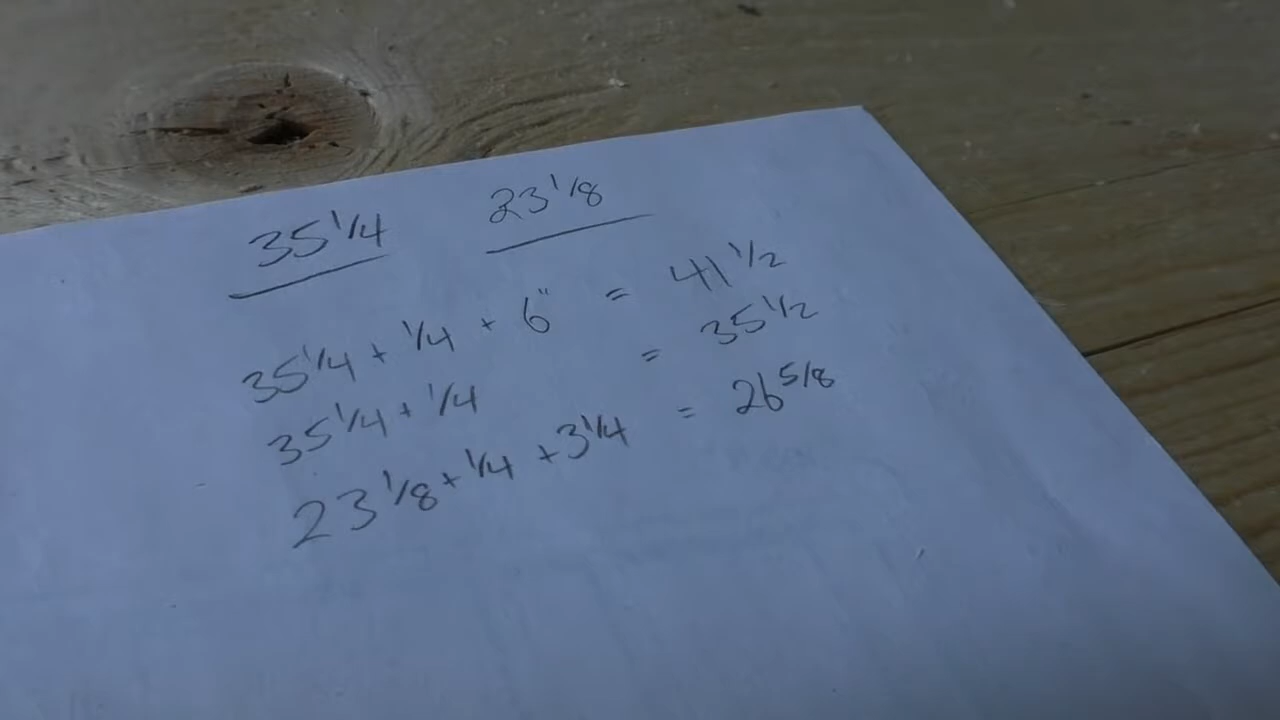 35 1/4 23 1/8
35 1/4 + 1/4 + 6" = 41 1/2
35 1/4 + 1/4 = 35 1/2
23 1/8 + 1/4 + 3 1/4 = 26 5/8